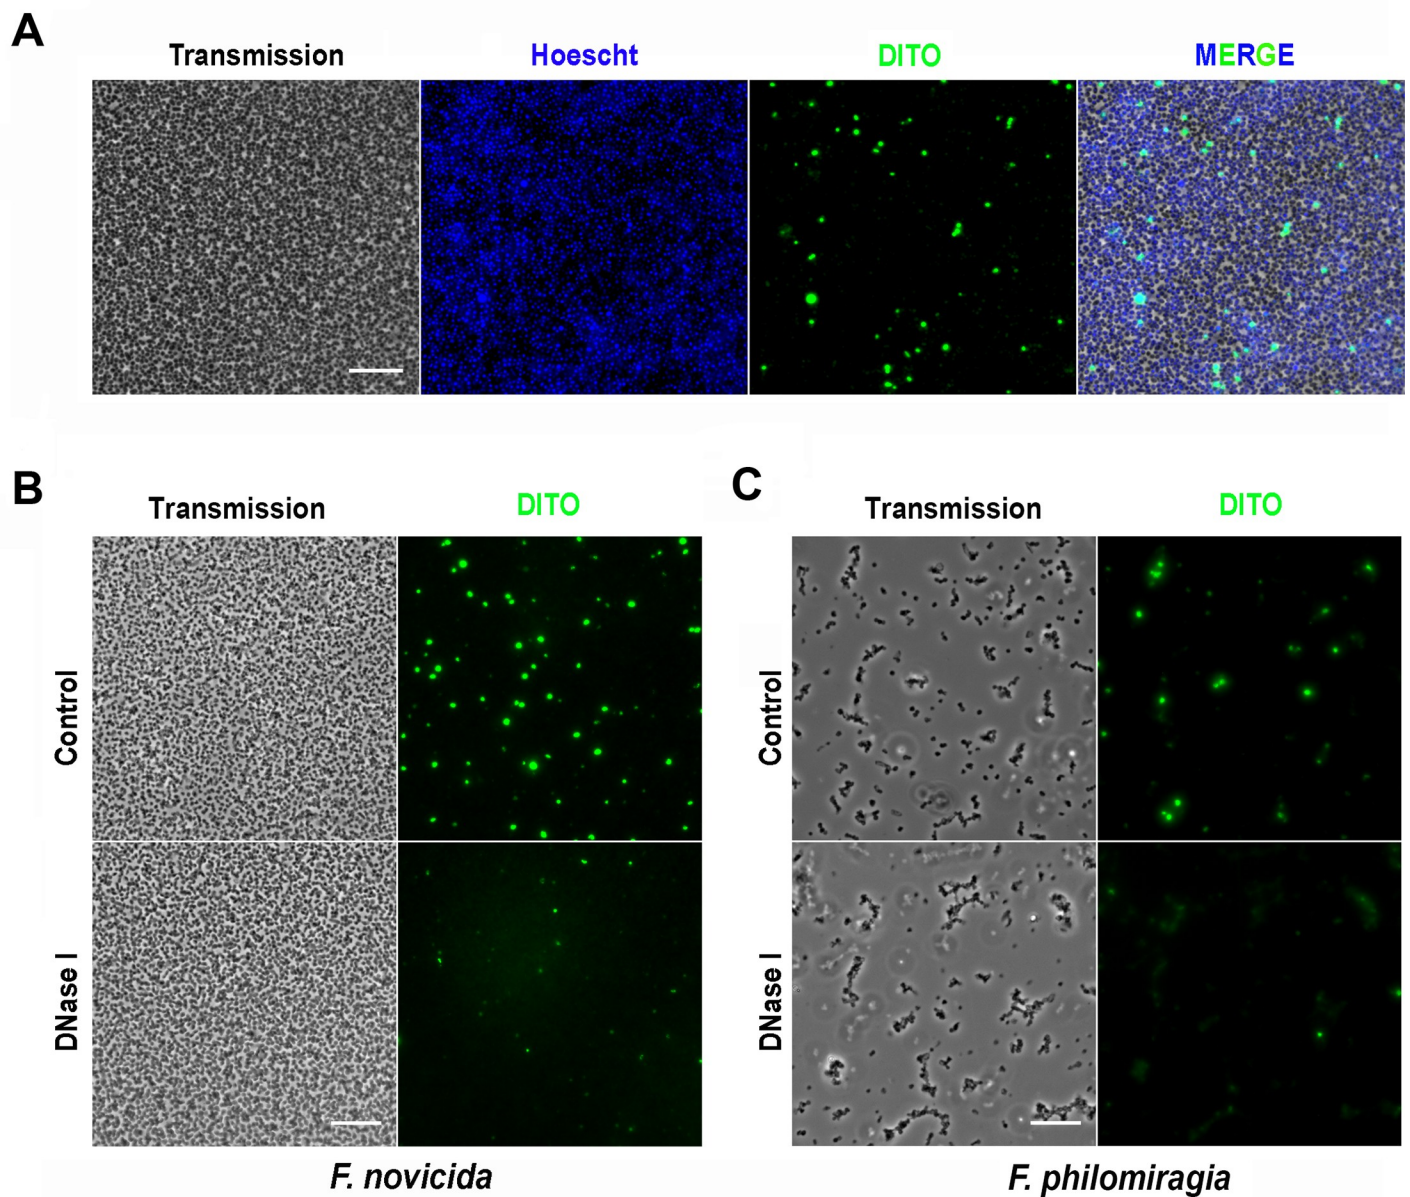 A
Transmission Hoescht DITO MERGE
B
Transmission DITO
Control
DNase I
F. novicida
C
Transmission DITO
Control
DNase I
F. philomiragia